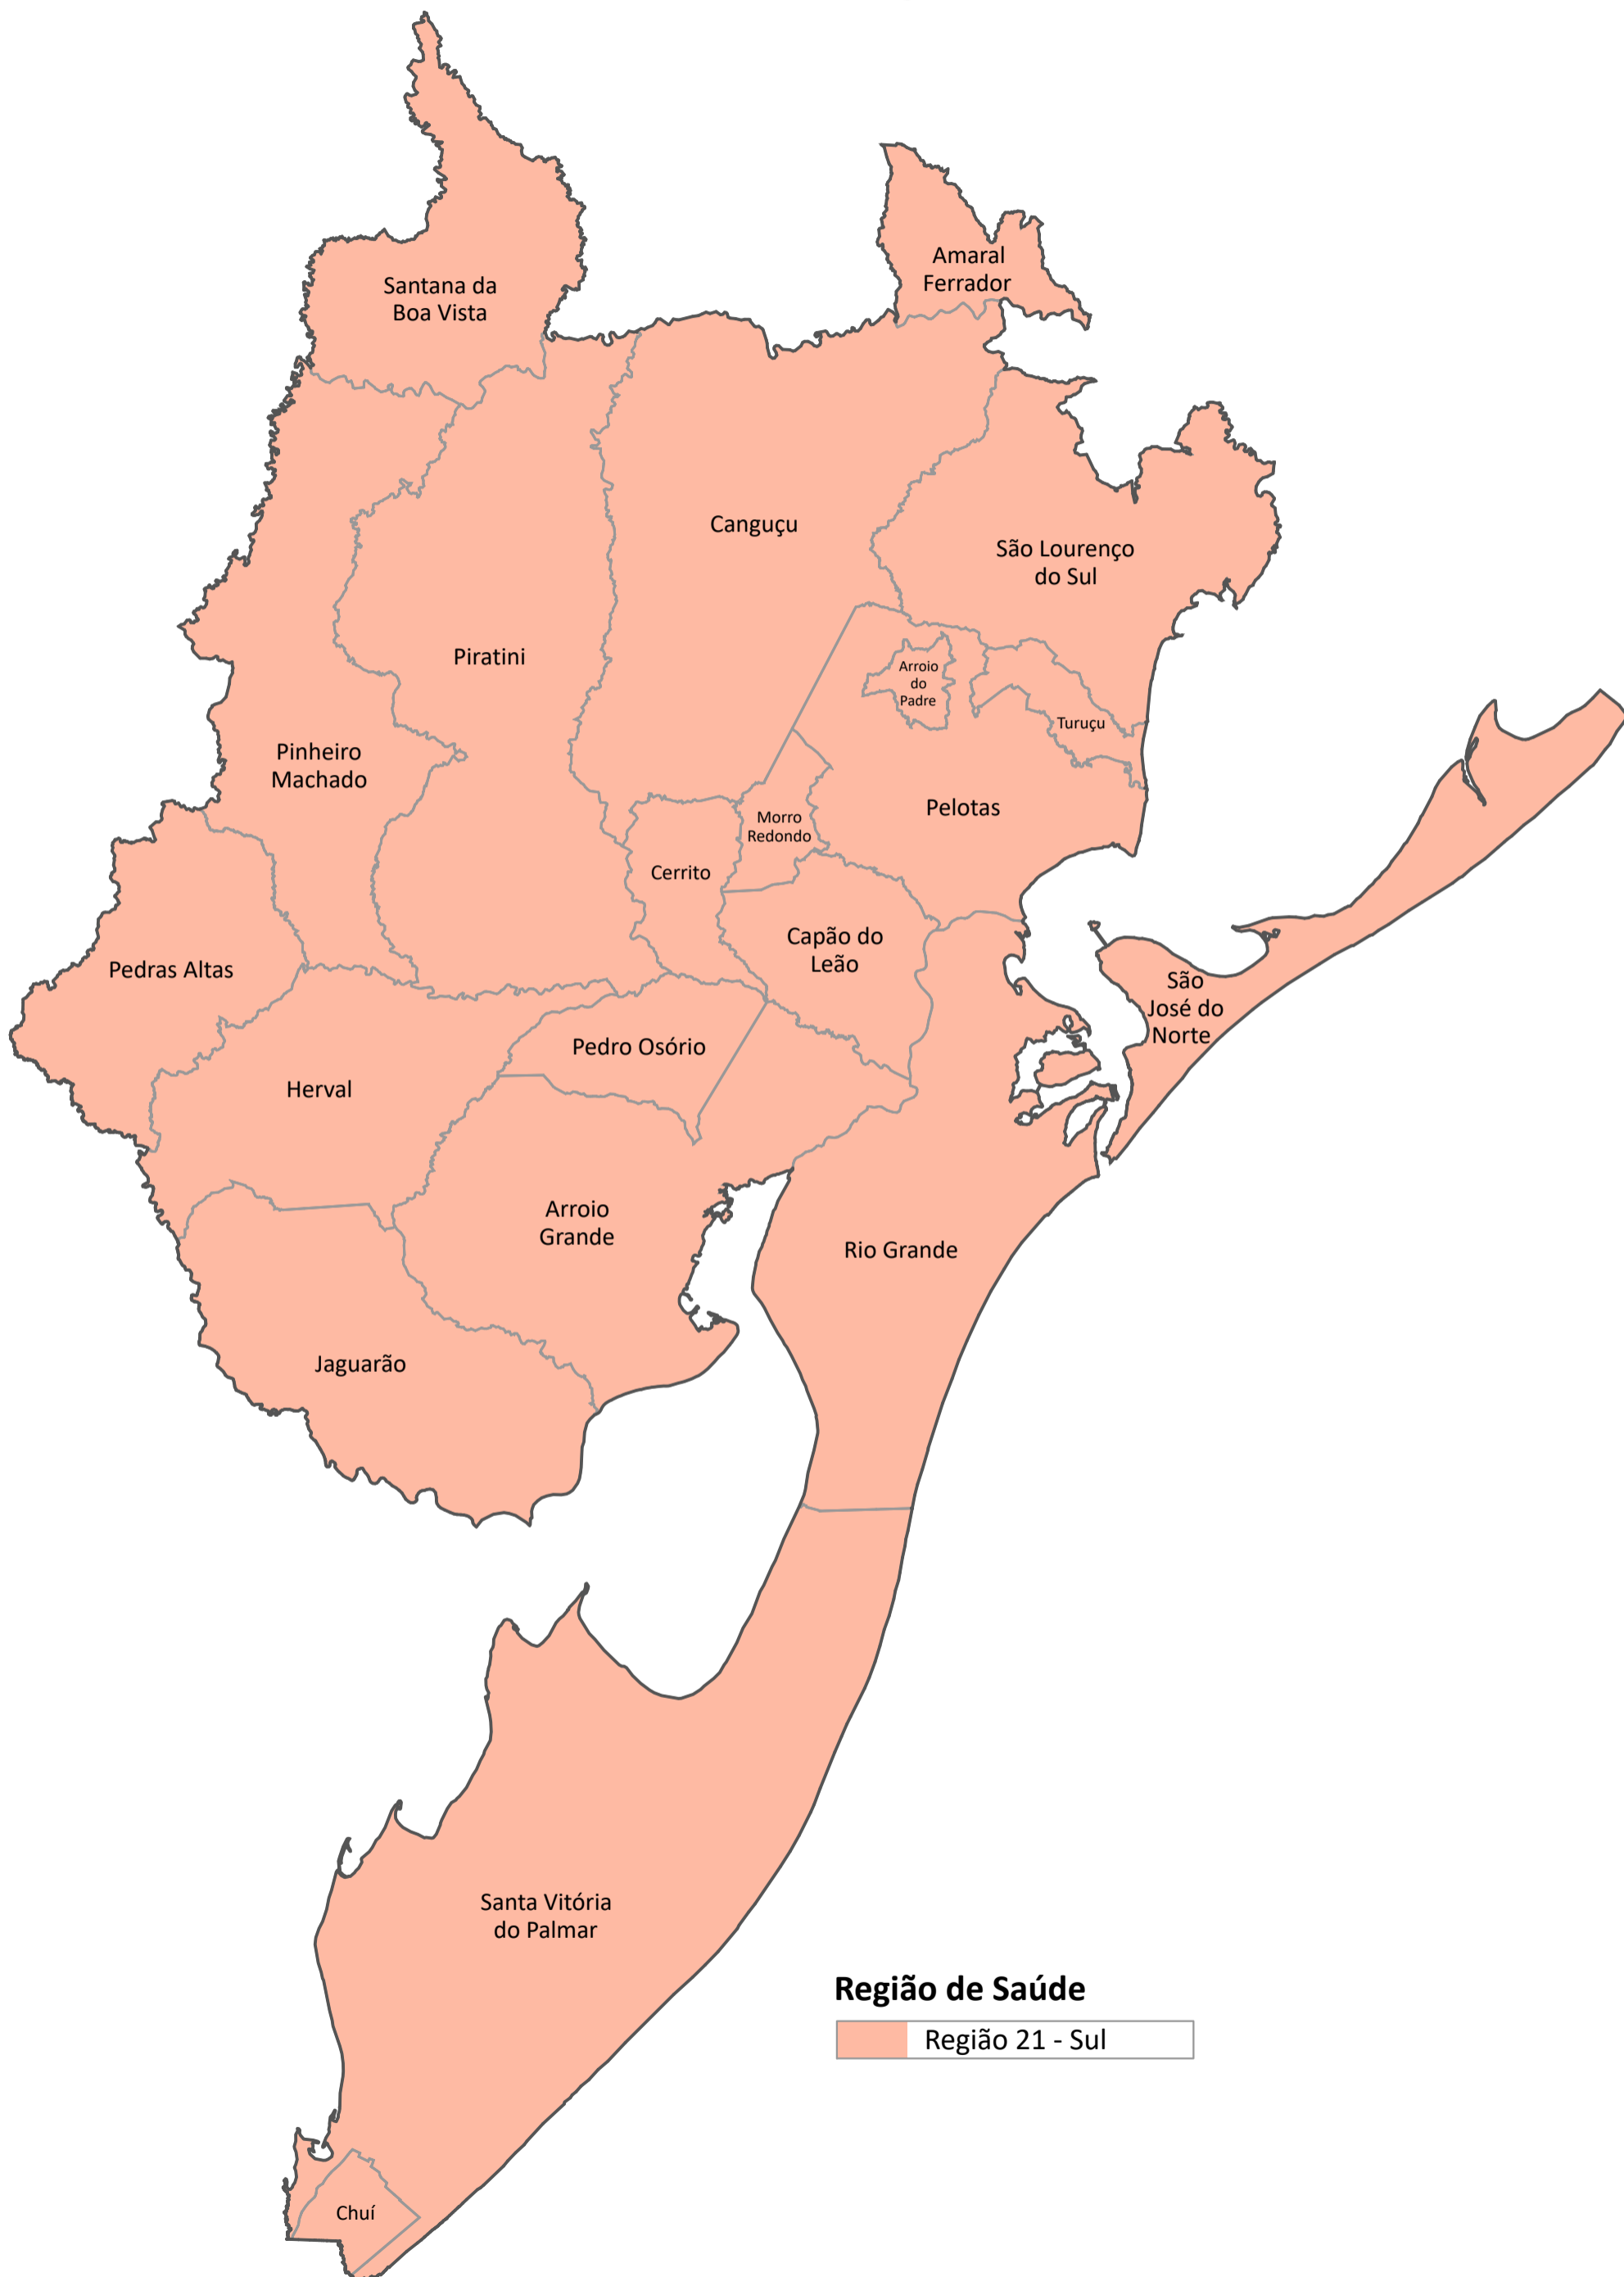 Santana da
Boa Vista
Amaral
Ferrador
Canguçu
São Lourenço
do Sul
Piratini
Arroio
do
Padre
Turuçu
Pinheiro
Machado
Pelotas
Morro
Redondo
Cerrito
Capão do
Leão
Pedras Altas
São
José do
Norte
Pedro Osório
Herval
Arroio
Grande
Rio Grande
Jaguarão
Santa Vitória
do Palmar
Região de Saúde
Região 21 - Sul
Chuí